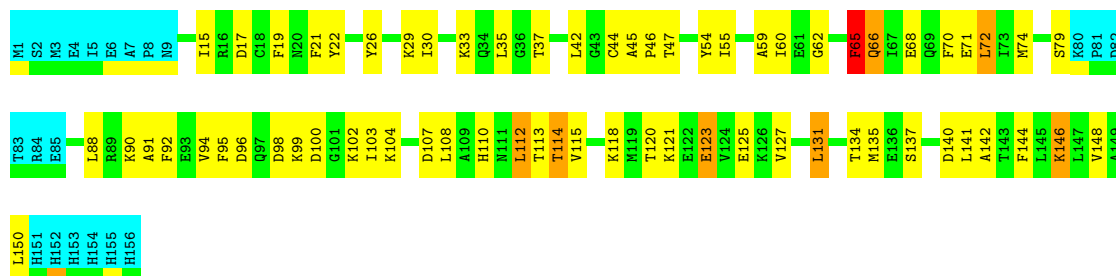 M1 S2 M3 E4 I5 E6 A7 P8 N9 I15 R16 D17 C18 F19 N20 F21 Y22 Y26 K29 I30 K33 Q34 L35 G36 T37 L42 G43 C44 A45 P46 T47 Y54 I55 A59 I60 E61 G62 F65 Q66 I67 E68 Q69 F70 E71 L72 I73 M74 S79 K80 P81
T83 R84 E85 L88 R89 K90 A91 F92 E93 V94 F95 D96 Q97 D98 K99 D100 G101 K102 I103 K104 D107 L108 A109 H110 N111 L112 T113 T114 V115 K118 M119 T120 K121 E122 E123 V124 E125 K126 V127 L131 T134 M135 E136 S137 D140 L141 A142 T143 F144 L145 K146 L147 V148
L150 H151 H152 H153 H154 H155 H156